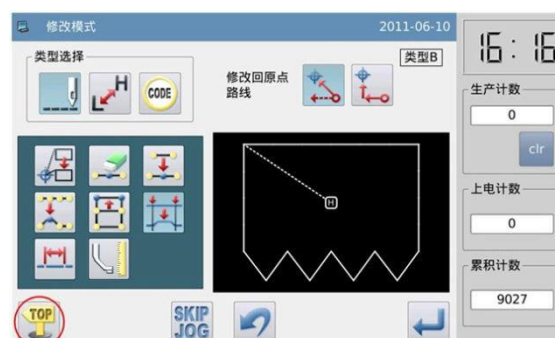 修改模式
2011-06-10
16:16
类型选择
类型B
H
L
CODE
修改回原点
路线
生产计数
0
clr
H
上电计数
0
累积计数
9027
TOP
SKIP
JOG